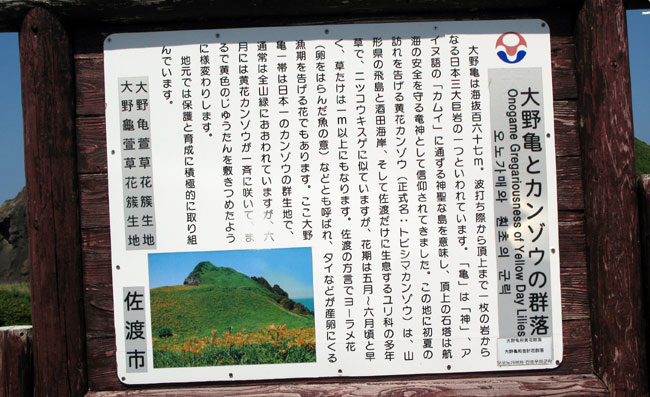 大野亀とカンゾウの群落
Onogame Gregariousness of Yellow Day Lilies
오노가매와 원초의 군락
大野亀は海抜百六十七m。波打ち際から頂上まで一枚の岩から
なる日本三大巨岩の一つといわれています。「亀」は「神」、ア
イヌ語の「カムイ」に通ずる神聖な島を意味し、頂上の石塔は航
海の安全を守る竜神として信仰されてきました。この地に初夏の
訪れを告げる黄花カンゾウ（正式名：トビシマカンゾウ）は、山
形県の飛島と酒田海岸、そして佐渡だけに生息するユリ科の多年
草で、ニツコウキスゲに似ていますが、花期は五月～六月頃と早
く、草たけは一m以上にもなります。佐渡の方言でヨーラメ花
（卵をはらんだ魚の意）などとも呼ばれ、タイなどが産卵にくる
漁期を告げる花でもあります。ここ大野
亀一帯は日本一のカンゾウの群生地で、
通常は全山緑におおわれていますが、六
月には黄花カンゾウが一斉に咲いて、ま
るで黄色のじゅうたんを敷きつめたよう
に様変わりします。
地元では保護と育成に積極的に取り組
んでいます。
大野亀萱草花簇生地
大野龜萱草花簇生地
佐渡市